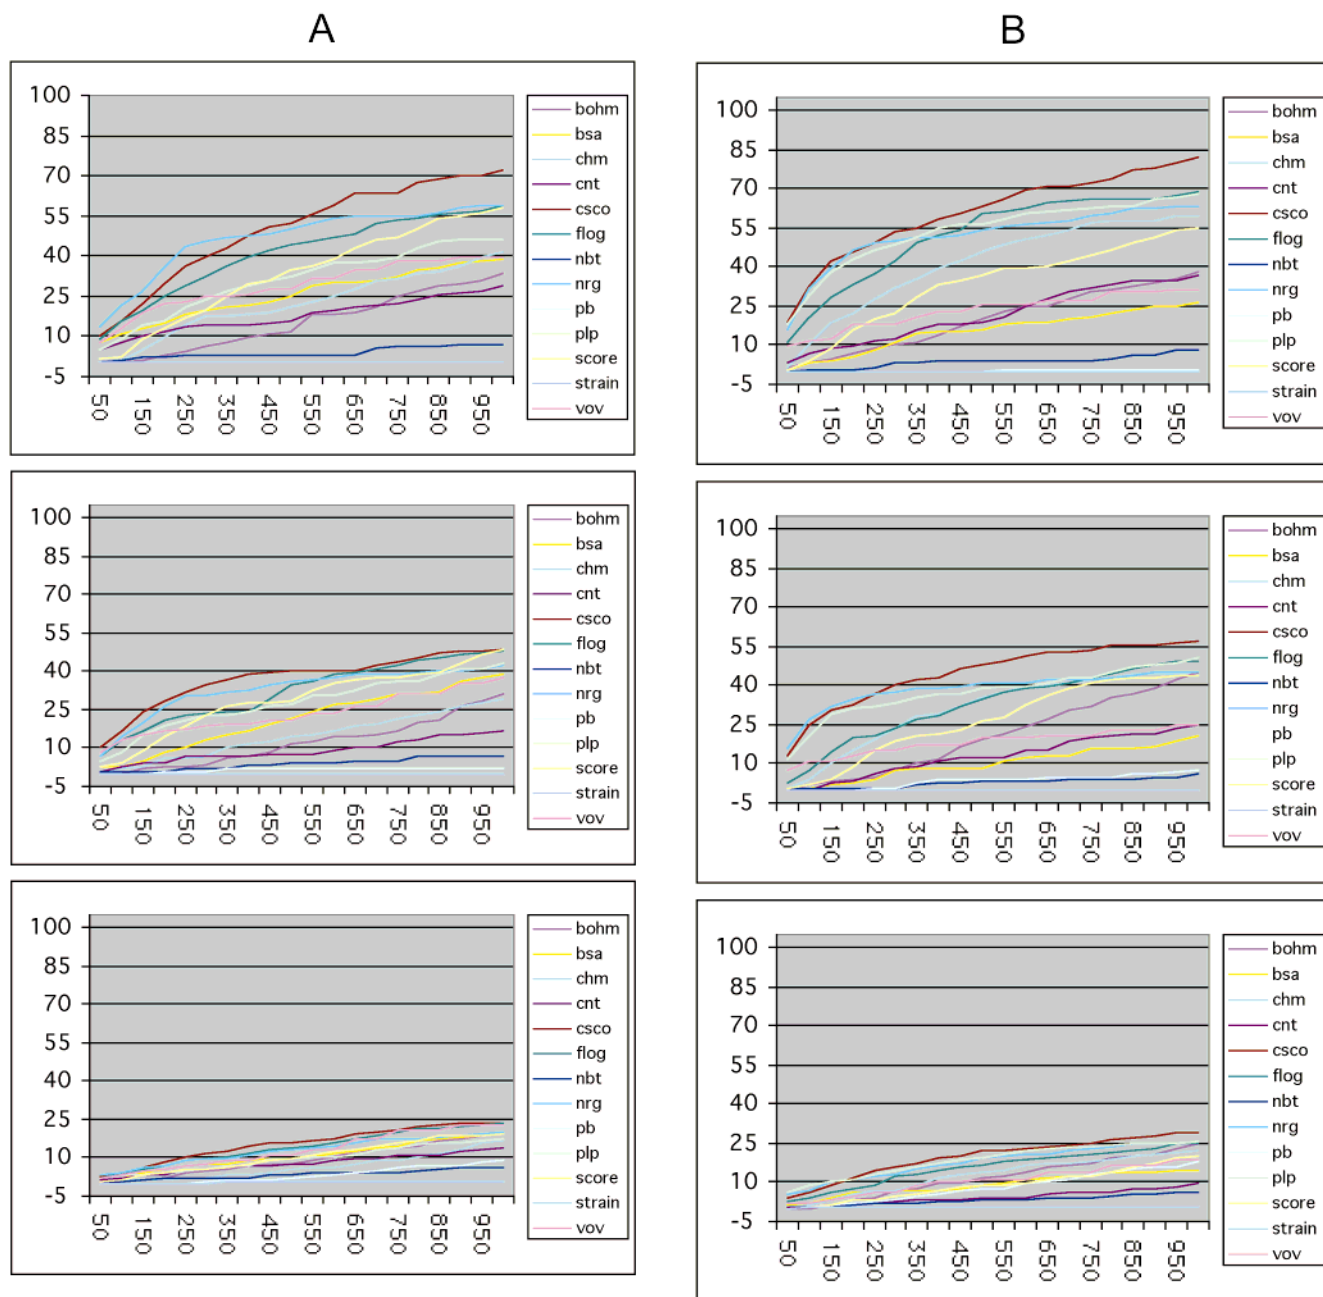 A
B
100
85
70
55
40
25
10
-5
50
150
250
350
450
550
650
750
850
950
bohm
bsa
chm
cnt
csco
flog
nbt
nrg
pb
plp
score
strain
vov
100
85
70
55
40
25
10
-5
50
150
250
350
450
550
650
750
850
950
bohm
bsa
chm
cnt
csco
flog
nbt
nrg
pb
plp
score
strain
vov
100
85
70
55
40
25
10
-5
50
150
250
350
450
550
650
750
850
950
bohm
bsa
chm
cnt
csco
flog
nbt
nrg
pb
plp
score
strain
vov
100
85
70
55
40
25
10
-5
50
150
250
350
450
550
650
750
850
950
bohm
bsa
chm
cnt
csco
flog
nbt
nrg
pb
plp
score
strain
vov
100
85
70
55
40
25
10
-5
50
150
250
350
450
550
650
750
850
950
bohm
bsa
chm
cnt
csco
flog
nbt
nrg
pb
plp
score
strain
vov
100
85
70
55
40
25
10
-5
50
150
250
350
450
550
650
750
850
950
bohm
bsa
chm
cnt
csco
flog
nbt
nrg
pb
plp
score
strain
vov